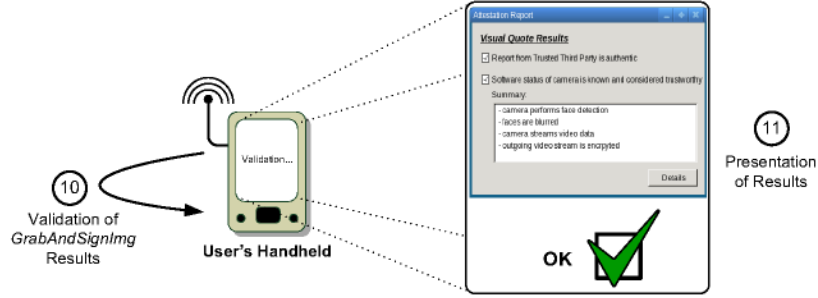 Attestation Report
Visual Quote Results
Report from Trusted Third Party is authentic
Software status of camera is known and considered trustworthy
Summary:
- camera performs face detection
- faces are blurred
- camera streams video data
- outgoing video stream is encpyted
Details
OK
11
Presentation
of Results
Validation...
User's Handheld
10
Validation of
GrabAndSignImg
Results